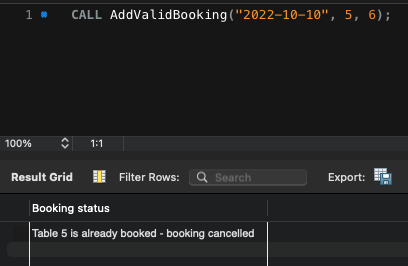 1 CALL AddValidBooking("2022-10-10", 5, 6);
100% 1:1
Result Grid Filter Rows: Search Export:
Booking status
Table 5 is already booked - booking cancelled